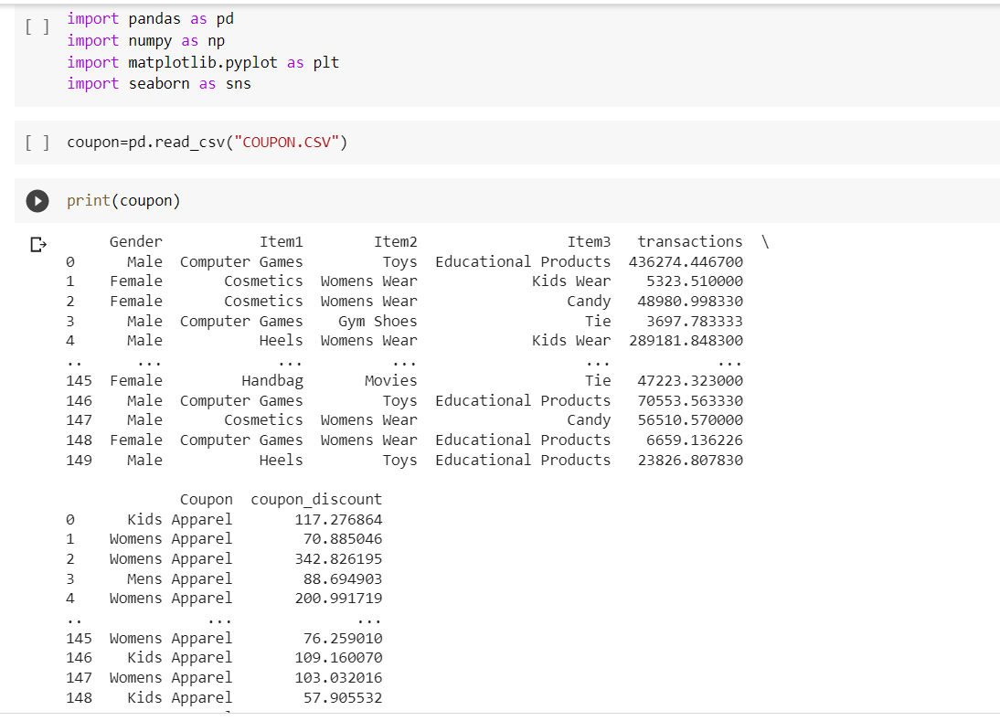 [ ] import pandas as pd
import numpy as np
import matplotlib.pyplot as plt
import seaborn as sns
[ ] coupon=pd.read_csv("COUPON.CSV")
print(coupon)
Gender Item1 Item2 Item3 transactions \
0 Male Computer Games Toys Educational Products 436274.446700
1 Female Cosmetics Womens Wear Kids Wear 5323.510000
2 Female Cosmetics Womens Wear Candy 48980.998330
3 Male Computer Games Gym Shoes Tie 3697.783333
4 Male Heels Womens Wear Kids Wear 289181.848300
.. ... ... ... ... ...
145 Female Handbag Movies Tie 47223.323000
146 Male Computer Games Toys Educational Products 70553.563330
147 Male Cosmetics Womens Wear Candy 56510.570000
148 Female Computer Games Womens Wear Educational Products 6659.136226
149 Male Heels Toys Educational Products 23826.807830
Coupon coupon_discount
0 Kids Apparel 117.276864
1 Womens Apparel 70.885046
2 Womens Apparel 342.826195
3 Mens Apparel 88.694903
4 Womens Apparel 200.991719
.. ... ...
145 Womens Apparel 76.259010
146 Kids Apparel 109.160070
147 Womens Apparel 103.032016
148 Kids Apparel 57.905532